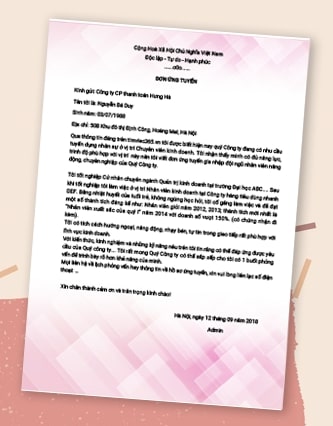 Cộng Hoà Xã Hội Chủ Nghĩa Việt Nam
Độc lập - Tự do - Hạnh phúc
ĐƠN ỨNG TUYỂN
Kính gửi: Công ty CP thanh toán Hưng Hà
Tên tôi là: Nguyễn Bá Duy
Sinh năm: 03/07/1988
Địa chỉ: 50B Khu đô thị Định Công, Hoàng Mai, Hà Nội
Qua thông tin đăng trên timviec365.vn tôi được biết hiện nay quý Công ty đang có nhu cầu
tuyển dụng nhân sự ở vị trí Chuyên viên kinh doanh. Tôi nhận thấy mình có đủ năng lực,
trình độ phù hợp với vị trí này nên tôi viết đơn ứng tuyển gia nhập đội ngũ nhân viên năng
động, chuyên nghiệp của Quý Công ty.
Tôi tốt nghiệp Cử nhân chuyên ngành Quản trị kinh doanh tại trường Đại học ABC... Sau
khi tốt nghiệp tôi làm việc ở vị trí Nhân viên kinh doanh tại Công ty hàng tiêu dùng nhanh
DEF. Bằng nhiệt huyết của tuổi trẻ, không ngừng học hỏi, tôi cố gắng làm việc và đã đạt
một số thành tích đáng kể như: Nhân viên giỏi năm 2012, 2013; thành tích mới nhất là
"Nhân viên xuất sắc của quý I" năm 2014 với doanh số vượt 150%. (có chứng nhận đi
kèm).
Tôi có tính cách hướng ngoại, năng động, nhạy bén, tự tin trong giao tiếp rất phù hợp với
lĩnh vực kinh doanh.
Với kiến thức, kinh nghiệm và những kỹ năng nêu trên tôi tin rằng có thể đáp ứng được yêu
cầu của Quý công ty... Tôi rất mong Quý Công ty có thể sắp xếp cho tôi có 1 buổi phỏng
vấn để trình bày rõ hơn khả năng của mình.
Mọi liên hệ về lịch phỏng vấn hay thông tin về hồ sơ ứng tuyển, xin vui lòng liên lạc số điện
thoại: ...
Xin chân thành cảm ơn và trân trọng kính chào!
Hà Nội, ngày 12 tháng 09 năm 2018
Admin